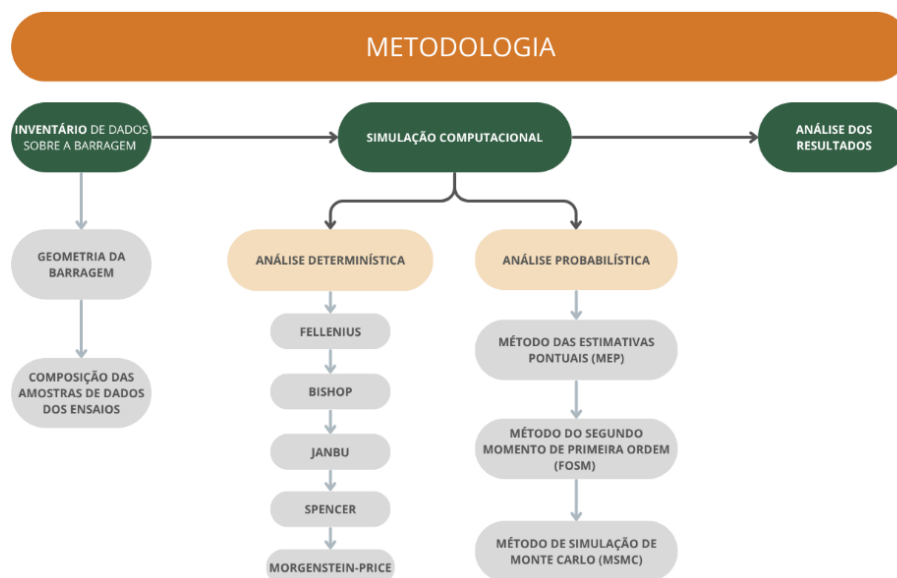 METODOLOGIA
INVENTÁRIO DE DADOS
SOBRE A BARRAGEM
SIMULAÇÃO COMPUTACIONAL
ANÁLISE DOS
RESULTADOS
GEOMETRIA DA
BARRAGEM
COMPOSIÇÃO DAS
AMOSTRAS DE DADOS
DOS ENSAIOS
ANÁLISE DETERMINÍSTICA
FELLENIUS
BISHOP
JANBU
SPENCER
MORGENSTEIN-PRICE
ANÁLISE PROBABILÍSTICA
MÉTODO DAS ESTIMATIVAS
PONTUAIS (MEP)
MÉTODO DO SEGUNDO
MOMENTO DE PRIMEIRA ORDEM
(FOSM)
MÉTODO DE SIMULAÇÃO DE
MONTE CARLO (MSMC)